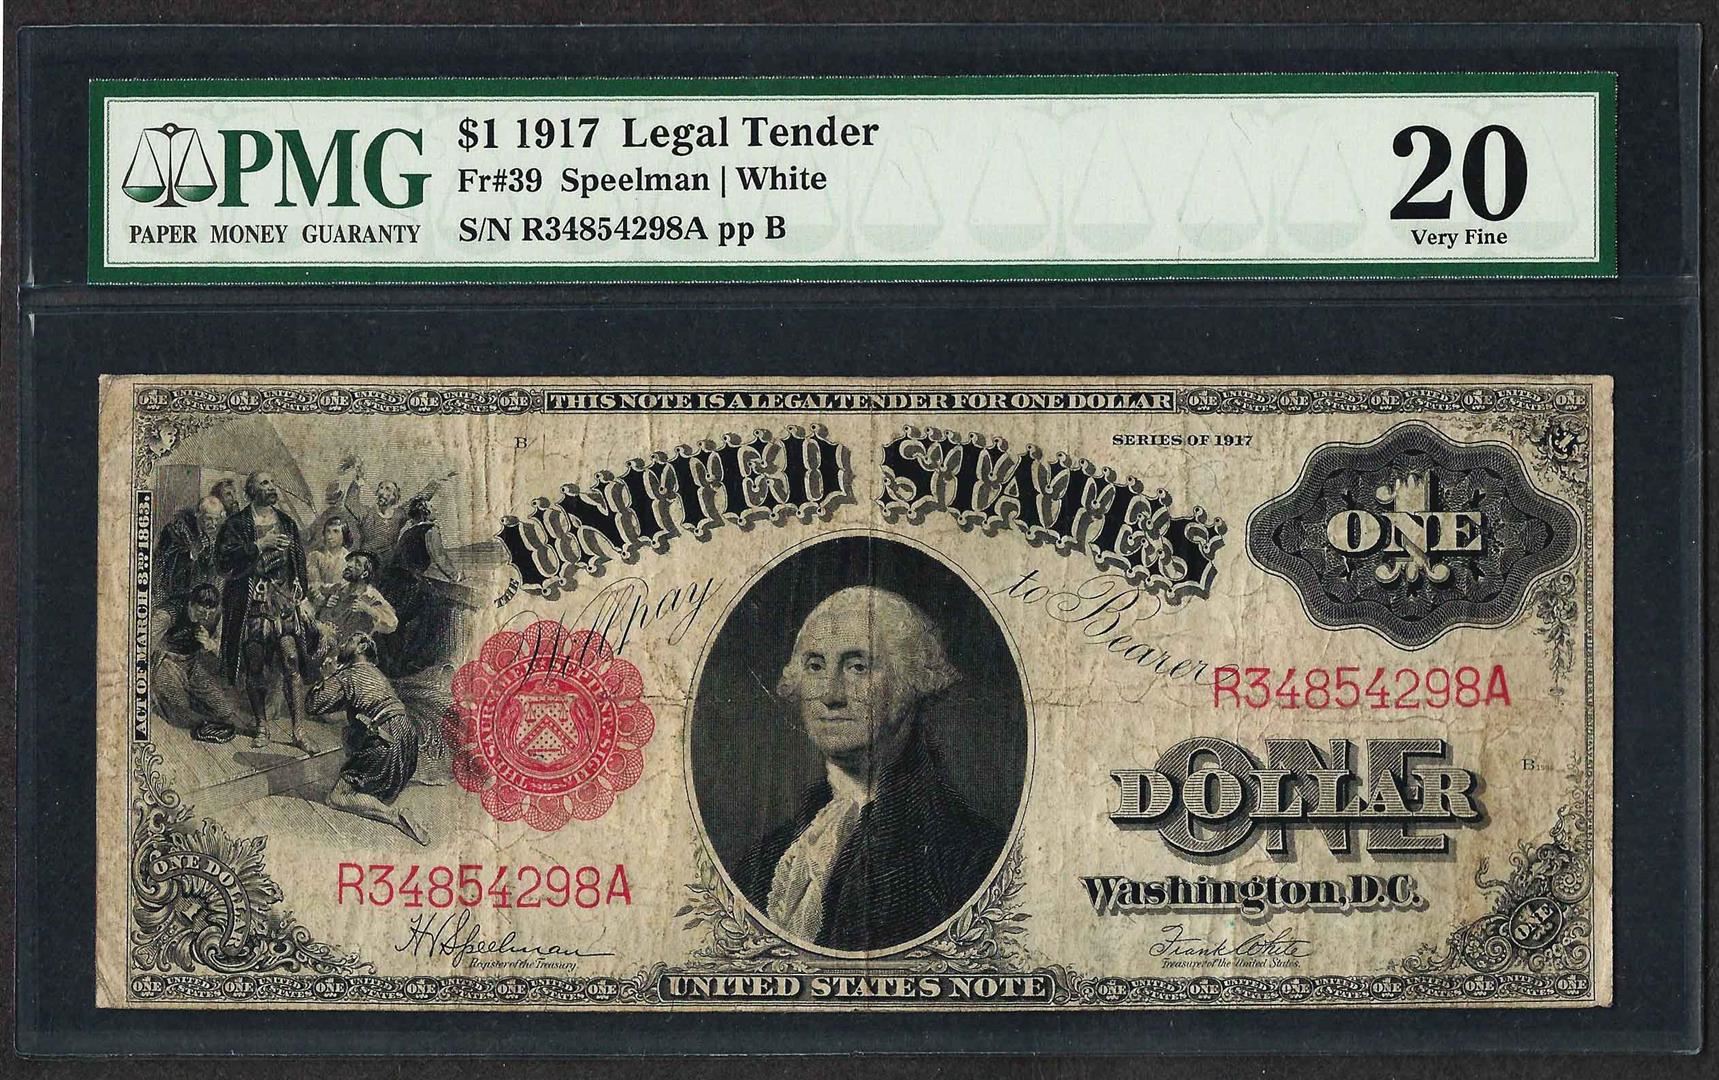 PMG
PAPER MONEY GUARANTY
$1 1917 Legal Tender
Fr#39 Speelman | White
S/N R34854298A pp B
20
Very Fine
THIS NOTE IS A LEGAL TENDER FOR ONE DOLLAR
B
SERIES OF 1917
ACT OF MARCH 3RD 1863.
THE UNITED STATES
Will pay to Bearer
ONE
R34854298A
ONE
DOLLAR
B
Washington, D.C.
R34854298A
ONE DOLLAR
H V Speelman
Register of the Treasury.
Frank White
Treasurer of the United States.
ONE
UNITED STATES NOTE